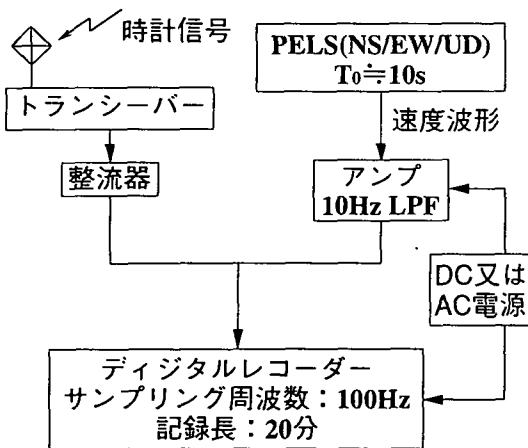 時計信号
トランシーバー
整流器
PELS(NS/EW/UD)
T₀≒10s
速度波形
アンプ
10Hz LPF
DC又は
AC電源
ディジタルレコーダー
サンプリング周波数：100Hz
記録長：20分